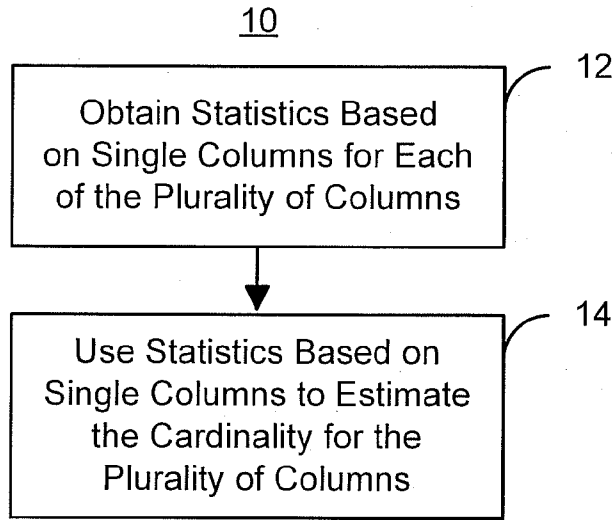 10
12
Obtain Statistics Based
on Single Columns for Each
of the Plurality of Columns
14
Use Statistics Based on
Single Columns to Estimate
the Cardinality for the
Plurality of Columns